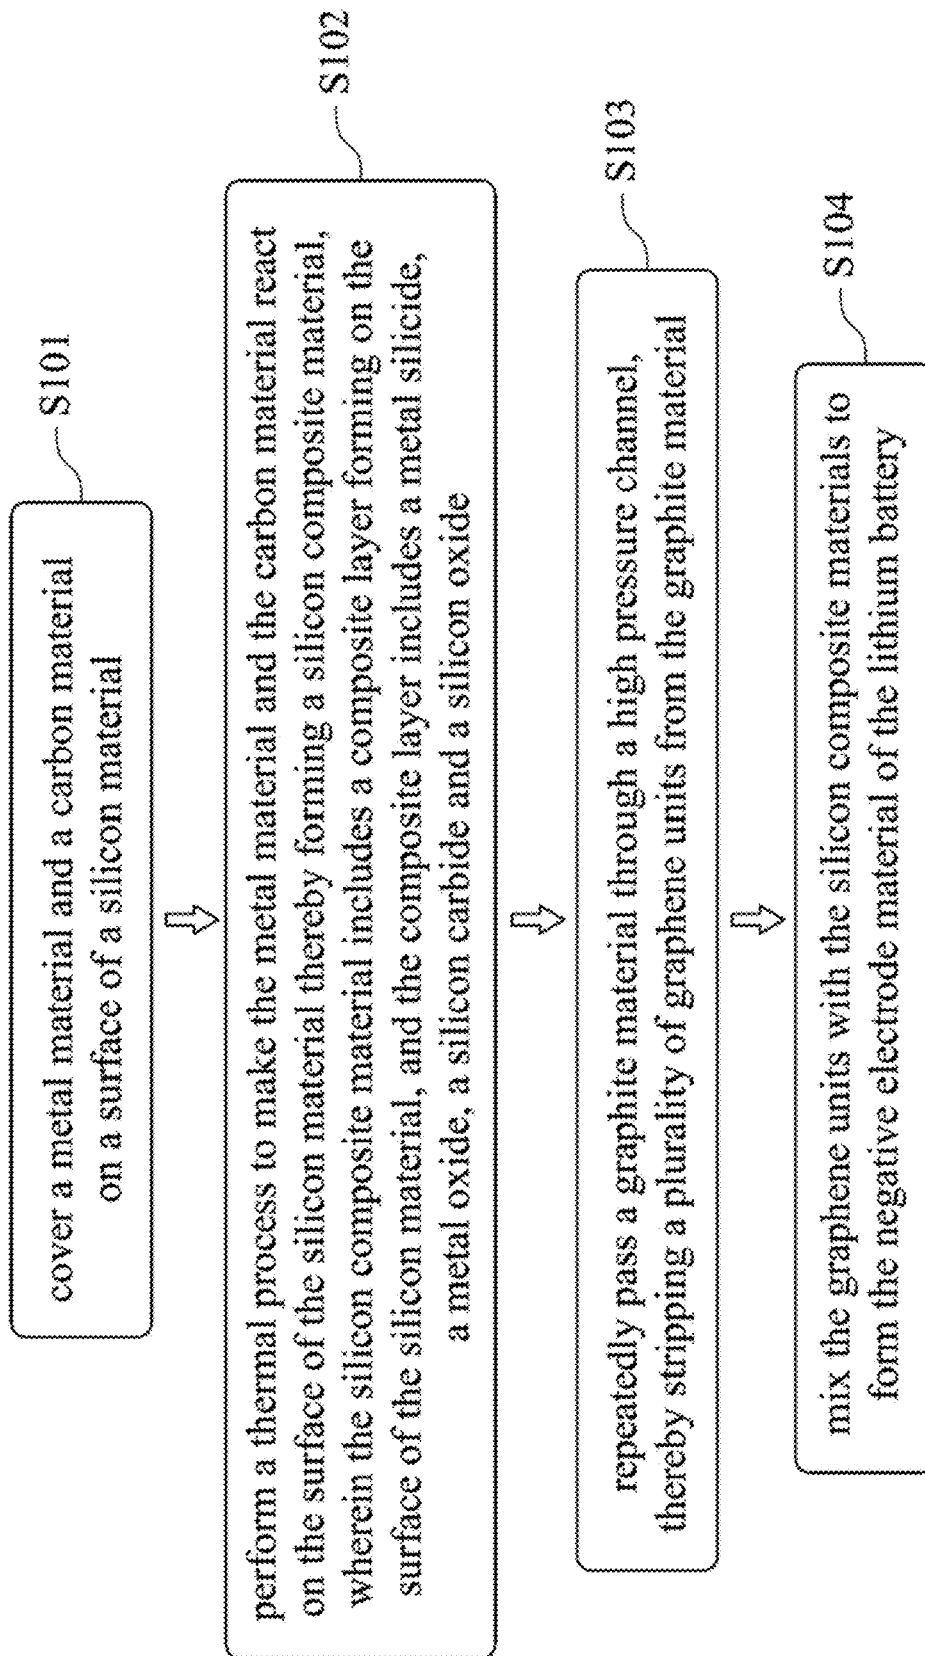 cover a metal material and a carbon material
on a surface of a silicon material
S101
perform a thermal process to make the metal material and the carbon material react
on the surface of the silicon material thereby forming a silicon composite material,
wherein the silicon composite material includes a composite layer forming on the
surface of the silicon material, and the composite layer includes a metal silicide,
a metal oxide, a silicon carbide and a silicon oxide
S102
repeatedly pass a graphite material through a high pressure channel,
thereby stripping a plurality of graphene units from the graphite material
S103
mix the graphene units with the silicon composite materials to
form the negative electrode material of the lithium battery
S104